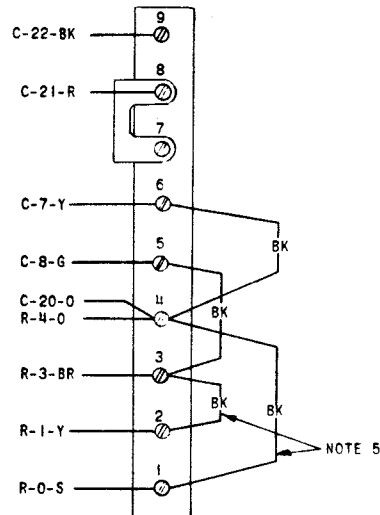 9
C-22-BK
8
C-21-R
7
6
C-7-Y
BK
5
C-8-G
C-20-O
4
R-4-O
BK
3
R-3-BR
BK
BK
2
R-1-Y
NOTE 5
1
R-O-S